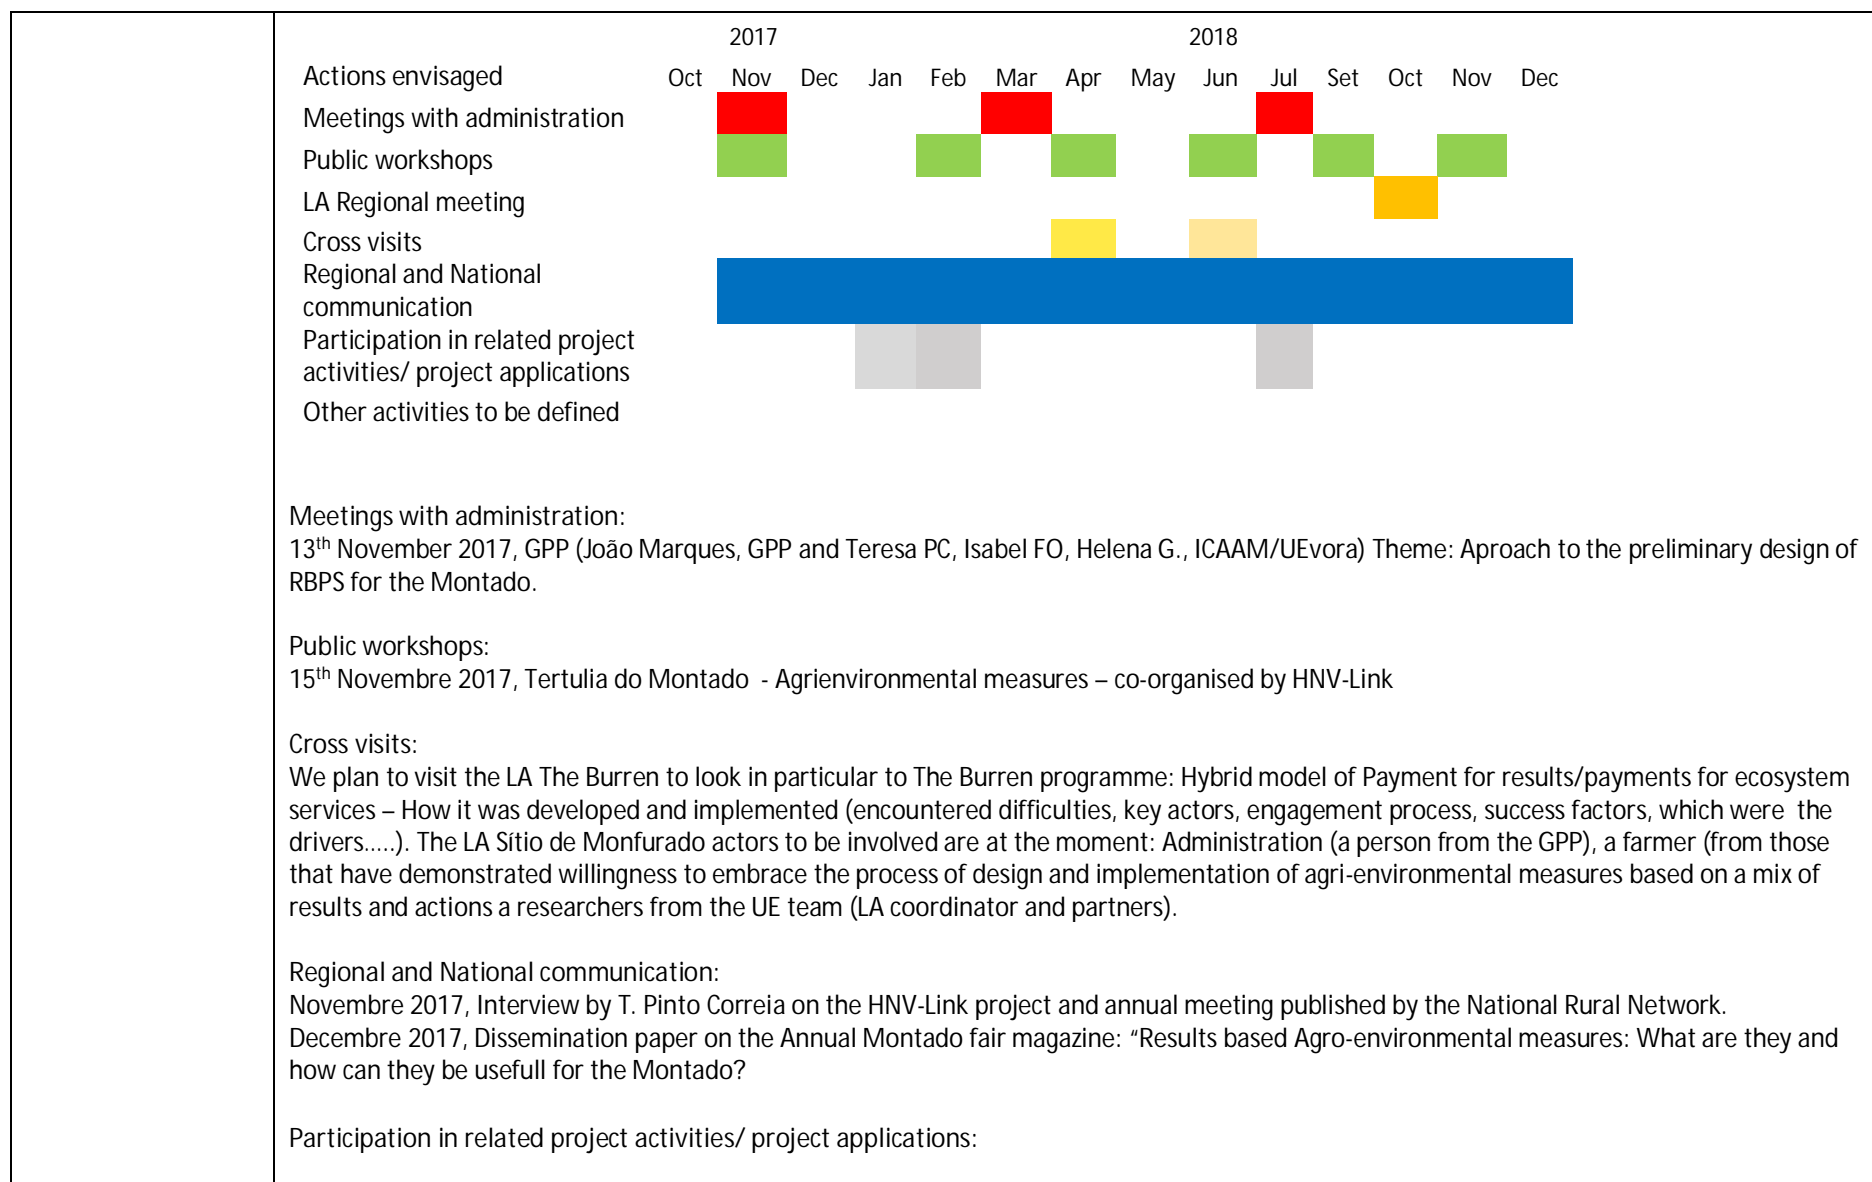 2017 2018
Actions envisaged Oct Nov Dec Jan Feb Mar Apr May Jun Jul Set Oct Nov Dec
Meetings with administration
Public workshops
LA Regional meeting
Cross visits
Regional and National
communication
Participation in related project
activities/ project applications
Other activities to be defined
Meetings with administration:
13th November 2017, GPP (João Marques, GPP and Teresa PC, Isabel FO, Helena G., ICAAM/UEvora) Theme: Aproach to the preliminary design of
RBPS for the Montado.
Public workshops:
15th Novembre 2017, Tertulia do Montado - Agrienvironmental measures – co-organised by HNV-Link
Cross visits:
We plan to visit the LA The Burren to look in particular to The Burren programme: Hybrid model of Payment for results/payments for ecosystem
services – How it was developed and implemented (encountered difficulties, key actors, engagement process, success factors, which were the
drivers.....). The LA Sítio de Monfurado actors to be involved are at the moment: Administration (a person from the GPP), a farmer (from those
that have demonstrated willingness to embrace the process of design and implementation of agri-environmental measures based on a mix of
results and actions a researchers from the UE team (LA coordinator and partners).
Regional and National communication:
Novembre 2017, Interview by T. Pinto Correia on the HNV-Link project and annual meeting published by the National Rural Network.
Decembre 2017, Dissemination paper on the Annual Montado fair magazine: “Results based Agro-environmental measures: What are they and
how can they be usefull for the Montado?
Participation in related project activities/ project applications: